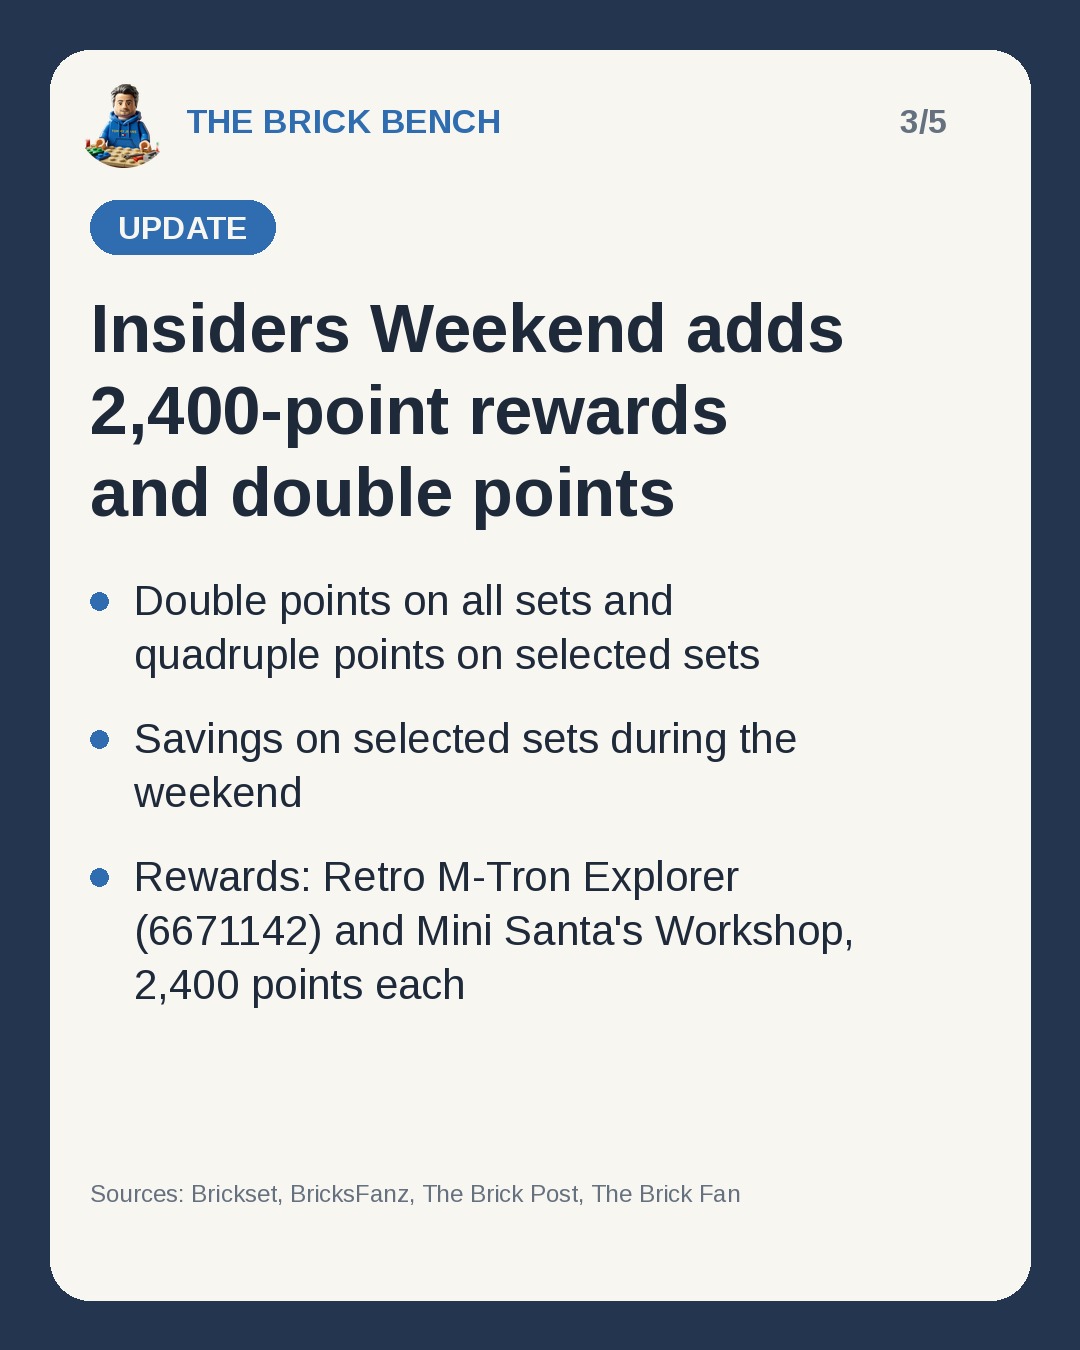 THE BRICK BENCH
3/5
UPDATE
Insiders Weekend adds
2,400-point rewards
and double points
Double points on all sets and
quadruple points on selected sets
Savings on selected sets during the
weekend
Rewards: Retro M-Tron Explorer
(6671142) and Mini Santa's Workshop,
2,400 points each
Sources: Brickset, BricksFanz, The Brick Post, The Brick Fan